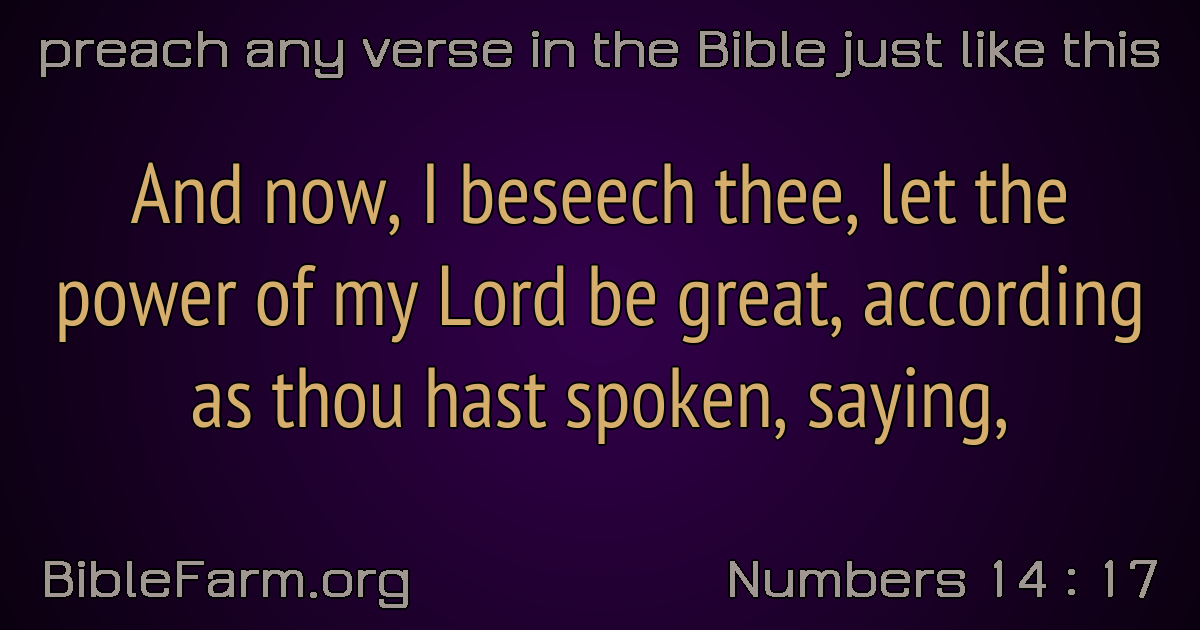 preach any verse in the Bible just like this
And now, I beseech thee, let the
power of my Lord be great, according
as thou hast spoken, saying,
BibleFarm.org
Numbers 14 : 17